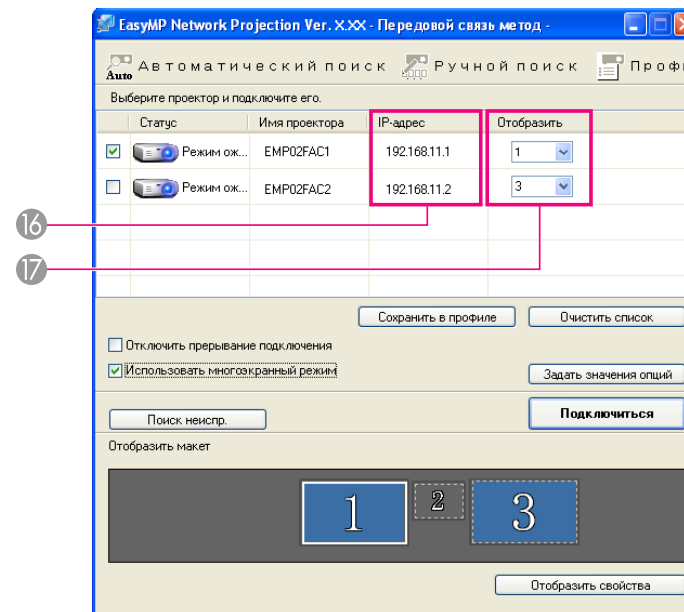 EasyMP Network Projection Ver. X.XX - Передовой связь метод -
Auto Автоматический поиск Ручной поиск Профи
Выберите проектор и подключите его.
Статус Имя проектора IP-адрес Отобразить
Режим ож... EMP02FAC1 192.168.11.1 1
Режим ож... EMP02FAC2 192.168.11.2 3
16
17
Сохранить в профиле Очистить список
Отключить прерывание подключения
Использовать многоэкранный режим Задать значения опций
Поиск неиспр. Подключиться
Отобразить макет
1 2 3
Отобразить свойства